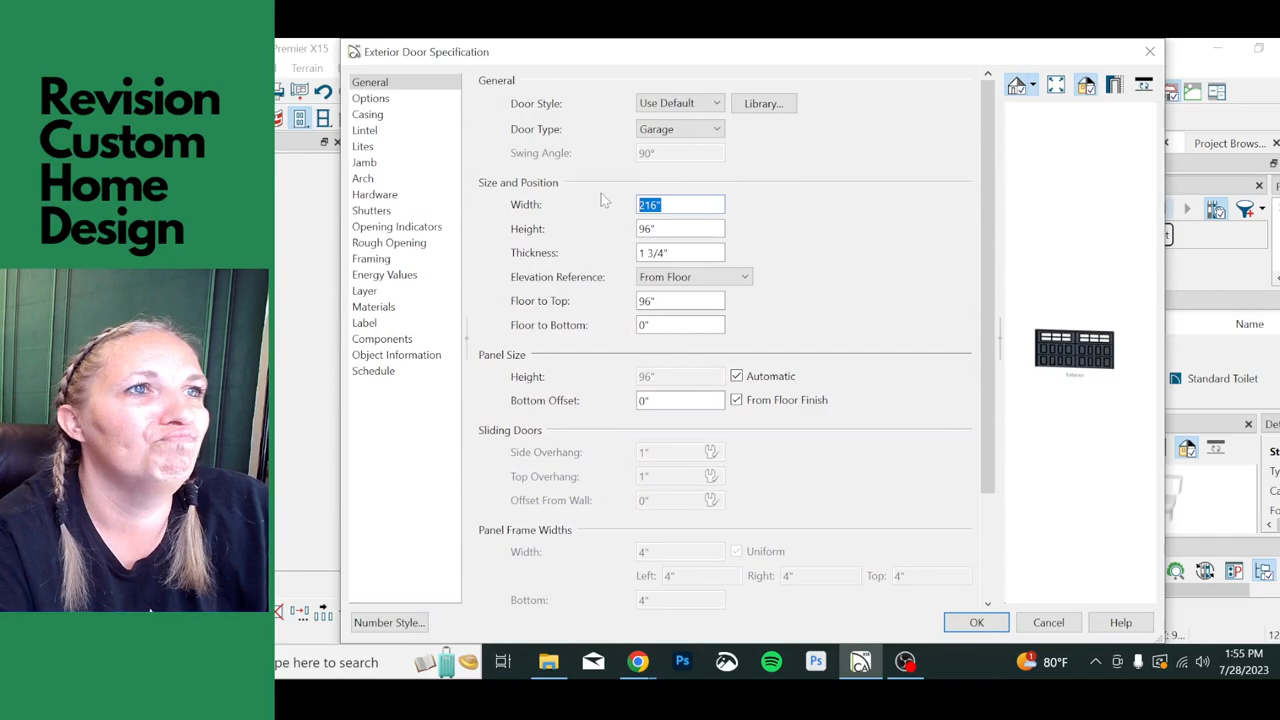 Revision
Custom
Home
Design
Premier X15
Terrain
Exterior Door Specification
General
Options
Casing
Lintel
Lites
Jamb
Arch
Hardware
Shutters
Opening Indicators
Rough Opening
Framing
Energy Values
Layer
Materials
Label
Components
Object Information
Schedule
Number Style...
General
Door Style: Use Default Library...
Door Type: Garage
Swing Angle: 90°
Size and Position
Width: 216"
Height: 96"
Thickness: 1 3/4"
Elevation Reference: From Floor
Floor to Top: 96"
Floor to Bottom: 0"
Panel Size
Height: 96" Automatic
Bottom Offset: 0" From Floor Finish
Sliding Doors
Side Overhang: 1"
Top Overhang: 1"
Offset From Wall: 0"
Panel Frame Widths
Width: 4" Uniform
Left: 4" Right: 4" Top: 4"
Bottom: 4"
Exterior
OK Cancel Help
Project Brows...
Name
Standard Toilet
pe here to search
80°F
1:55 PM
7/28/2023